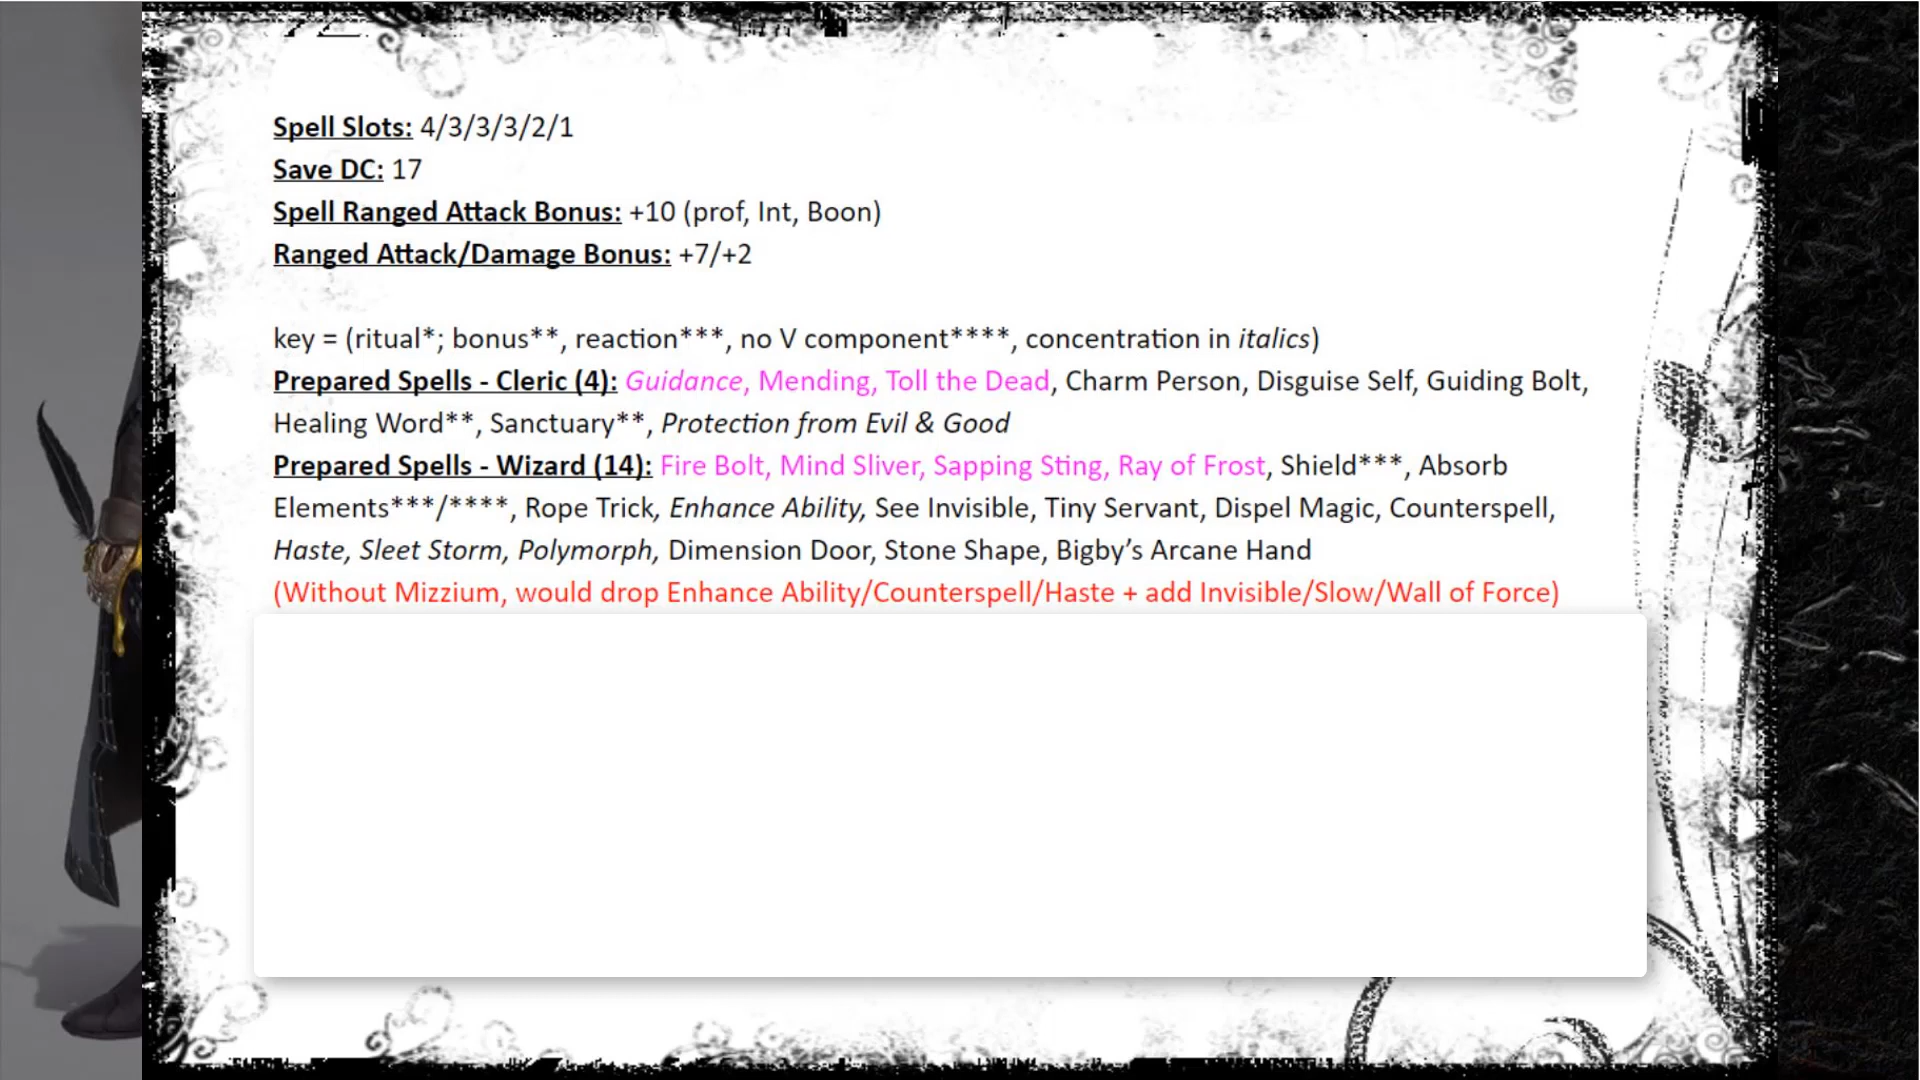 Spell Slots: 4/3/3/3/2/1
Save DC: 17
Spell Ranged Attack Bonus: +10 (prof, Int, Boon)
Ranged Attack/Damage Bonus: +7/+2
key = (ritual*; bonus**, reaction***, no V component****, concentration in italics)
Prepared Spells - Cleric (4): Guidance, Mending, Toll the Dead, Charm Person, Disguise Self, Guiding Bolt,
Healing Word**, Sanctuary**, Protection from Evil & Good
Prepared Spells - Wizard (14): Fire Bolt, Mind Sliver, Sapping Sting, Ray of Frost, Shield***, Absorb
Elements***/****, Rope Trick, Enhance Ability, See Invisible, Tiny Servant, Dispel Magic, Counterspell,
Haste, Sleet Storm, Polymorph, Dimension Door, Stone Shape, Bigby’s Arcane Hand
(Without Mizzium, would drop Enhance Ability/Counterspell/Haste + add Invisible/Slow/Wall of Force)